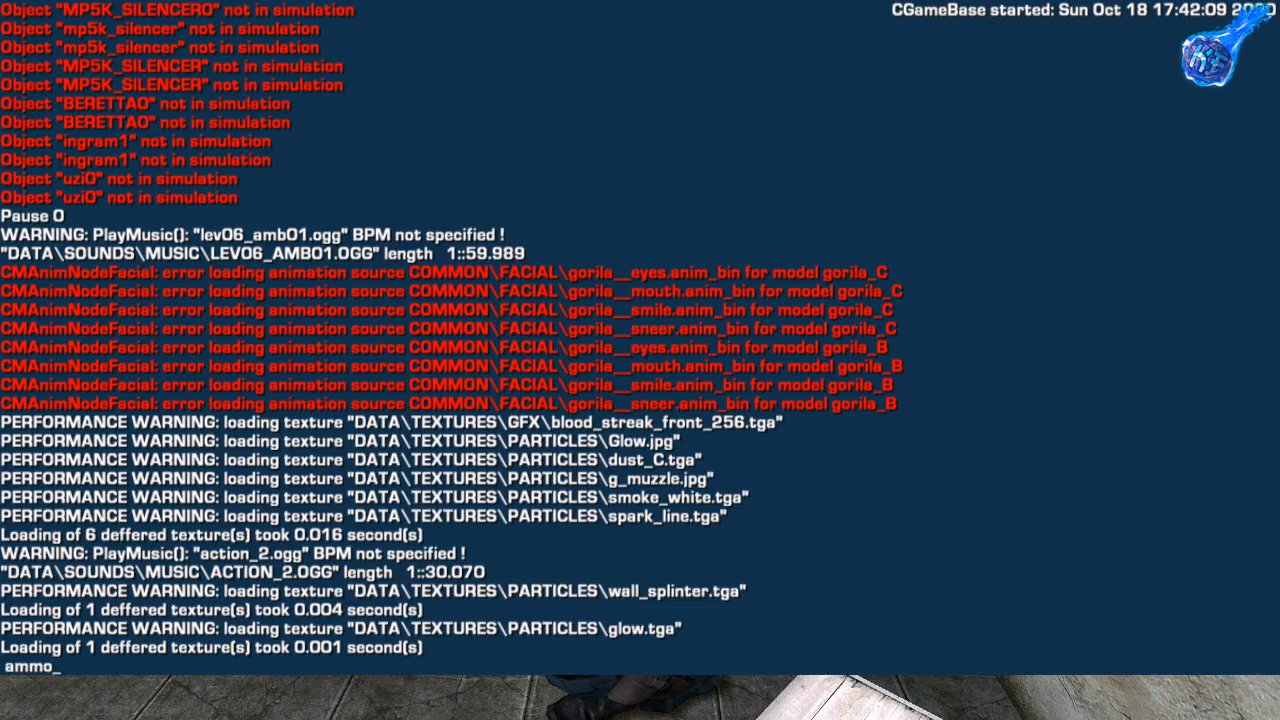 Object "MP5K_SILENCER0" not in simulation
CGameBase started: Sun Oct 18 17:42:09
Object "mp5k_silencer" not in simulation
Object "mp5k_silencer" not in simulation
Object "MP5K_SILENCER" not in simulation
Object "MP5K_SILENCER" not in simulation
Object "BERETTA0" not in simulation
Object "BERETTA0" not in simulation
Object "ingram1" not in simulation
Object "ingram1" not in simulation
Object "uzi0" not in simulation
Object "uzi0" not in simulation
Pause 0
WARNING: PlayMusic(): "lev06_amb01.ogg" BPM not specified !
"DATA\SOUNDS\MUSIC\LEV06_AMB01.OGG" length 1::59.989
CMAnimNodeFacial: error loading animation source COMMON\FACIAL\gorila__eyes.anim_bin for model gorila_C
CMAnimNodeFacial: error loading animation source COMMON\FACIAL\gorila__mouth.anim_bin for model gorila_C
CMAnimNodeFacial: error loading animation source COMMON\FACIAL\gorila__smile.anim_bin for model gorila_C
CMAnimNodeFacial: error loading animation source COMMON\FACIAL\gorila__sneer.anim_bin for model gorila_C
CMAnimNodeFacial: error loading animation source COMMON\FACIAL\gorila__eyes.anim_bin for model gorila_B
CMAnimNodeFacial: error loading animation source COMMON\FACIAL\gorila__mouth.anim_bin for model gorila_B
CMAnimNodeFacial: error loading animation source COMMON\FACIAL\gorila__smile.anim_bin for model gorila_B
CMAnimNodeFacial: error loading animation source COMMON\FACIAL\gorila__sneer.anim_bin for model gorila_B
PERFORMANCE WARNING: loading texture "DATA\TEXTURES\GFX\blood_streak_front_256.tga"
PERFORMANCE WARNING: loading texture "DATA\TEXTURES\PARTICLES\Glow.jpg"
PERFORMANCE WARNING: loading texture "DATA\TEXTURES\PARTICLES\dust_C.tga"
PERFORMANCE WARNING: loading texture "DATA\TEXTURES\PARTICLES\g_muzzle.jpg"
PERFORMANCE WARNING: loading texture "DATA\TEXTURES\PARTICLES\smoke_white.tga"
PERFORMANCE WARNING: loading texture "DATA\TEXTURES\PARTICLES\spark_line.tga"
Loading of 6 deffered texture(s) took 0.016 second(s)
WARNING: PlayMusic(): "action_2.ogg" BPM not specified !
"DATA\SOUNDS\MUSIC\ACTION_2.OGG" length 1::30.070
PERFORMANCE WARNING: loading texture "DATA\TEXTURES\PARTICLES\wall_splinter.tga"
Loading of 1 deffered texture(s) took 0.004 second(s)
PERFORMANCE WARNING: loading texture "DATA\TEXTURES\PARTICLES\glow.tga"
Loading of 1 deffered texture(s) took 0.001 second(s)
ammo_